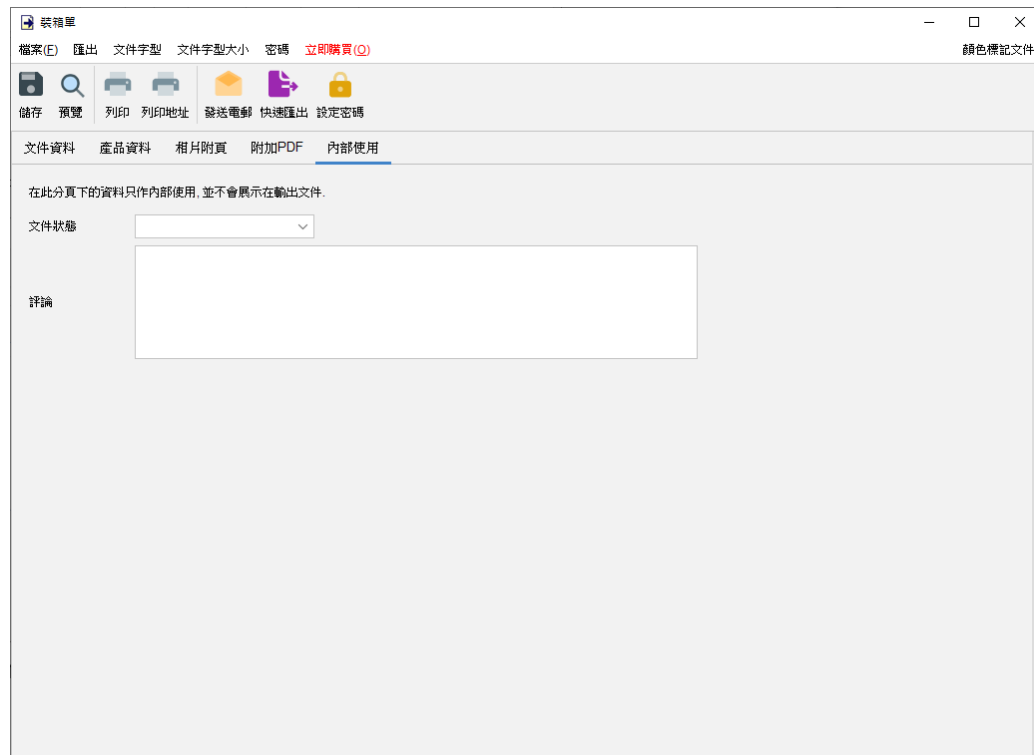 裝箱單
檔案(F) 匯出 文件字型 文件字型大小 密碼 立即購買(O) 顏色標記文件
儲存 預覽 列印 列印地址 發送電郵 快速匯出 設定密碼
文件資料 產品資料 相片附頁 附加PDF 內部使用
在此分頁下的資料只作內部使用, 並不會展示在輸出文件.
文件狀態
評論